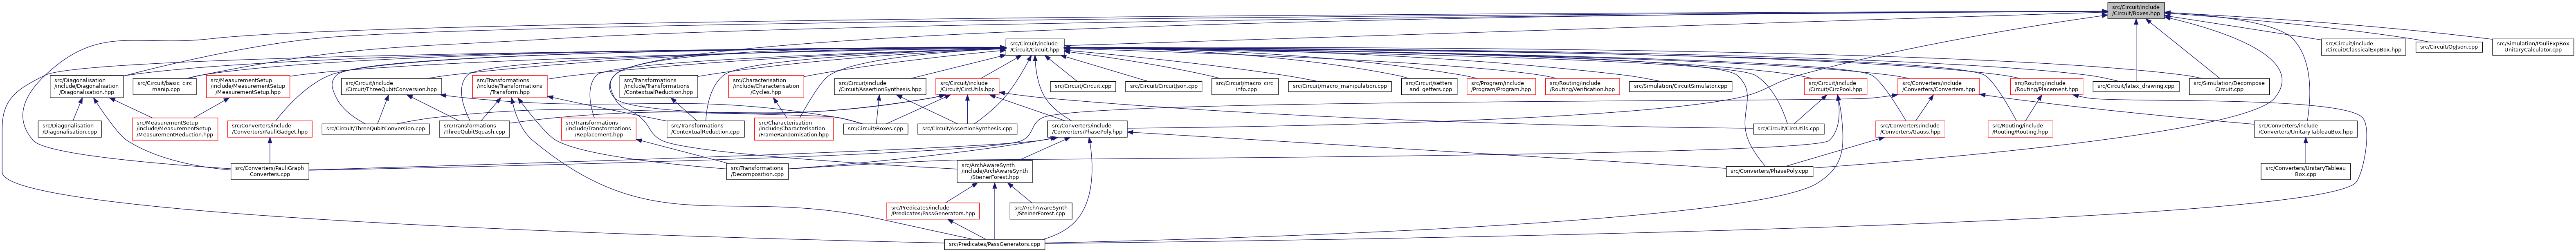 src/Circuit/include
/Circuit/Boxes.hpp
src/Circuit/include
/Circuit/Circuit.hpp
src/Circuit/include
/Circuit/ClassicalExpBox.hpp
src/Circuit/OpJson.cpp
src/Simulation/PauliExpBox
UnitaryCalculator.cpp
src/Diagonalisation
/include/Diagonalisation
/Diagonalisation.hpp
src/Circuit/basic_circ
_manip.cpp
src/MeasurementSetup
/include/MeasurementSetup
/MeasurementSetup.hpp
src/Circuit/include
/Circuit/ThreeQubitConversion.hpp
src/Transformations
/include/Transformations
/Transform.hpp
src/Transformations
/include/Transformations
/ContextualReduction.hpp
src/Characterisation
/include/Characterisation
/Cycles.hpp
src/Circuit/include
/Circuit/AssertionSynthesis.hpp
src/Circuit/include
/Circuit/CircUtils.hpp
src/Circuit/Circuit.cpp
src/Circuit/CircuitJson.cpp
src/Circuit/macro_circ
_info.cpp
src/Circuit/macro_manipulation.cpp
src/Circuit/setters
_and_getters.cpp
src/Program/include
/Program/Program.hpp
src/Routing/include
/Routing/Verification.hpp
src/Simulation/CircuitSimulator.cpp
src/Circuit/include
/Circuit/CircPool.hpp
src/Converters/include
/Converters/Converters.hpp
src/Routing/include
/Routing/Placement.hpp
src/Circuit/latex_drawing.cpp
src/Simulation/Decompose
Circuit.cpp
src/Diagonalisation
/Diagonalisation.cpp
src/MeasurementSetup
/include/MeasurementSetup
/MeasurementReduction.hpp
src/Converters/include
/Converters/PauliGadget.hpp
src/Circuit/ThreeQubitConversion.cpp
src/Transformations
/ThreeQubitSquash.cpp
src/Transformations
/include/Transformations
/Replacement.hpp
src/Transformations
/ContextualReduction.cpp
src/Characterisation
/include/Characterisation
/FrameRandomisation.hpp
src/Circuit/Boxes.cpp
src/Circuit/AssertionSynthesis.cpp
src/Converters/include
/Converters/PhasePoly.hpp
src/Circuit/CircUtils.cpp
src/Converters/include
/Converters/Gauss.hpp
src/Routing/include
/Routing/Routing.hpp
src/Converters/include
/Converters/UnitaryTableauBox.hpp
src/Converters/PauliGraph
Converters.cpp
src/Transformations
/Decomposition.cpp
src/ArchAwareSynth
/include/ArchAwareSynth
/SteinerForest.hpp
src/Converters/PhasePoly.cpp
src/Converters/UnitaryTableau
Box.cpp
src/Predicates/include
/Predicates/PassGenerators.hpp
src/ArchAwareSynth
/SteinerForest.cpp
src/Predicates/PassGenerators.cpp